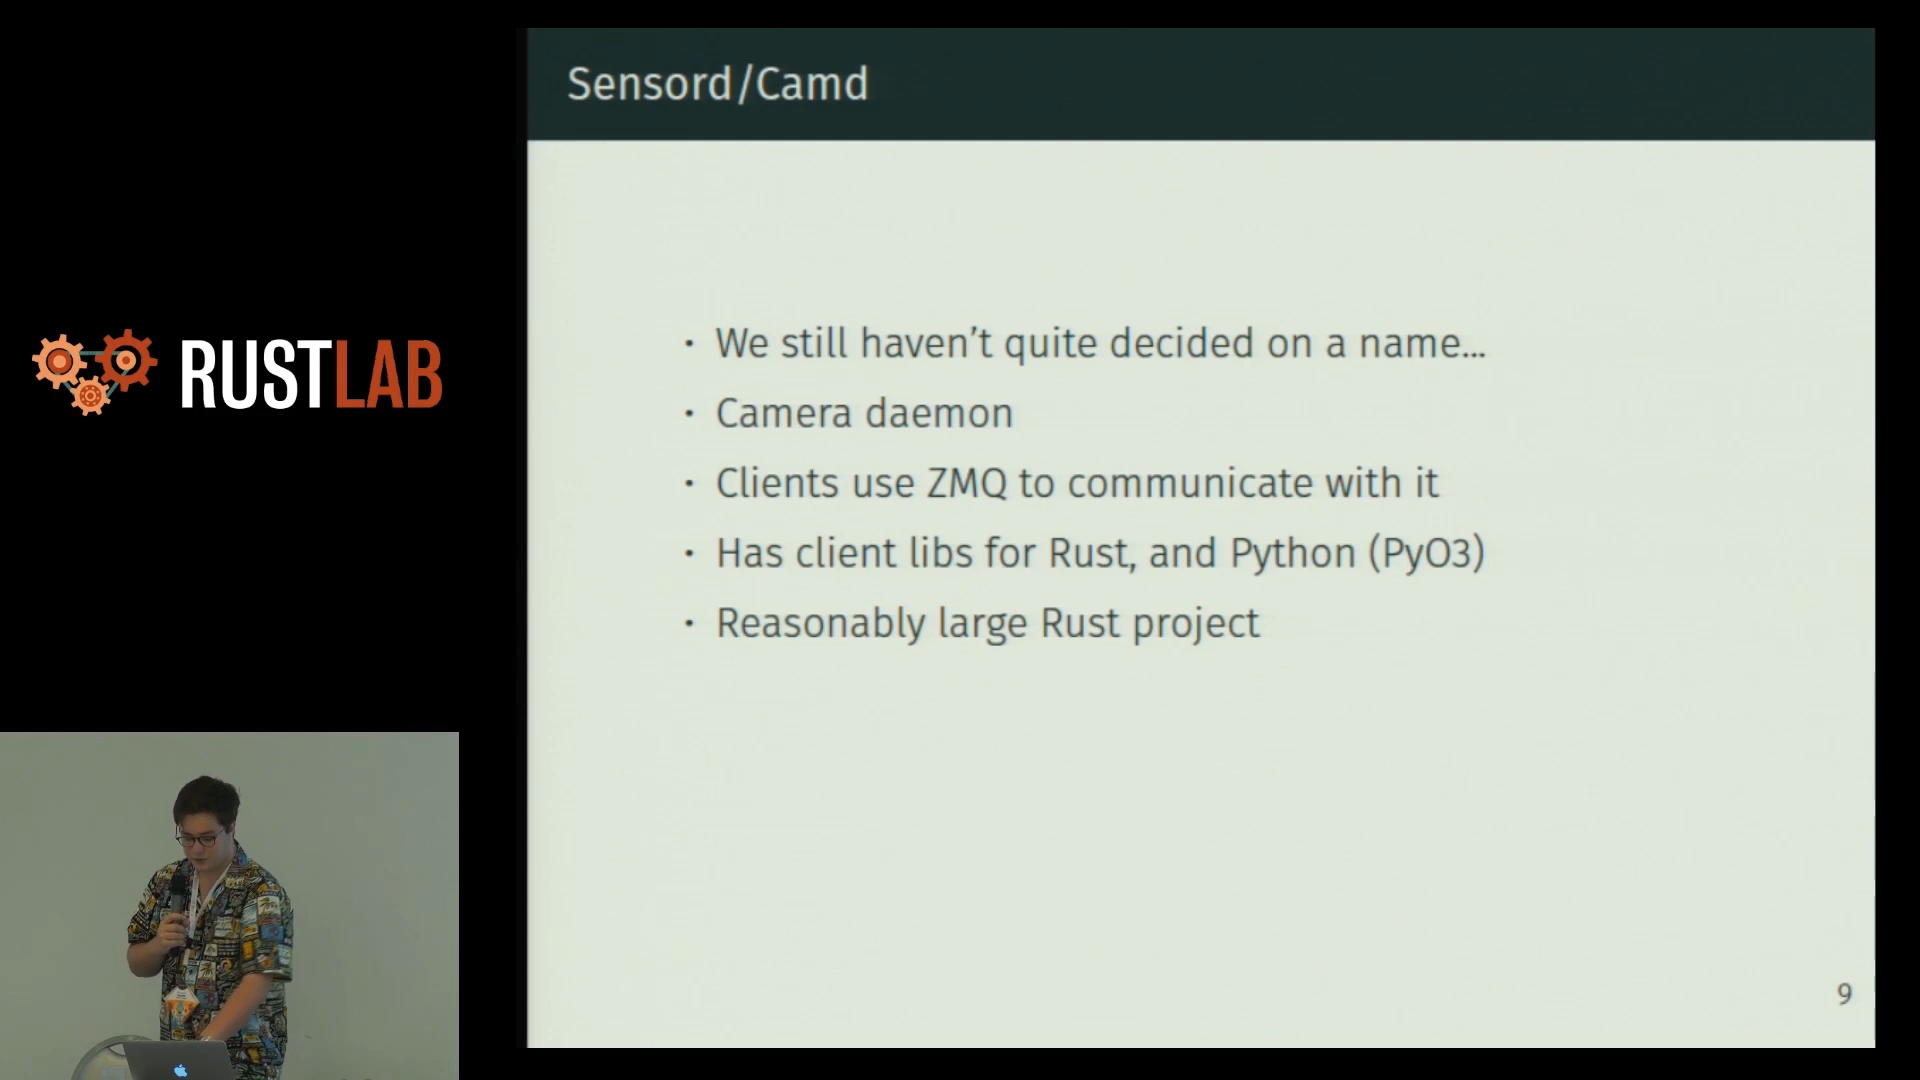 Sensord/Camd
RUSTLAB
· We still haven't quite decided on a name...
· Camera daemon
· Clients use ZMQ to communicate with it
· Has client libs for Rust, and Python (PyO3)
· Reasonably large Rust project
9